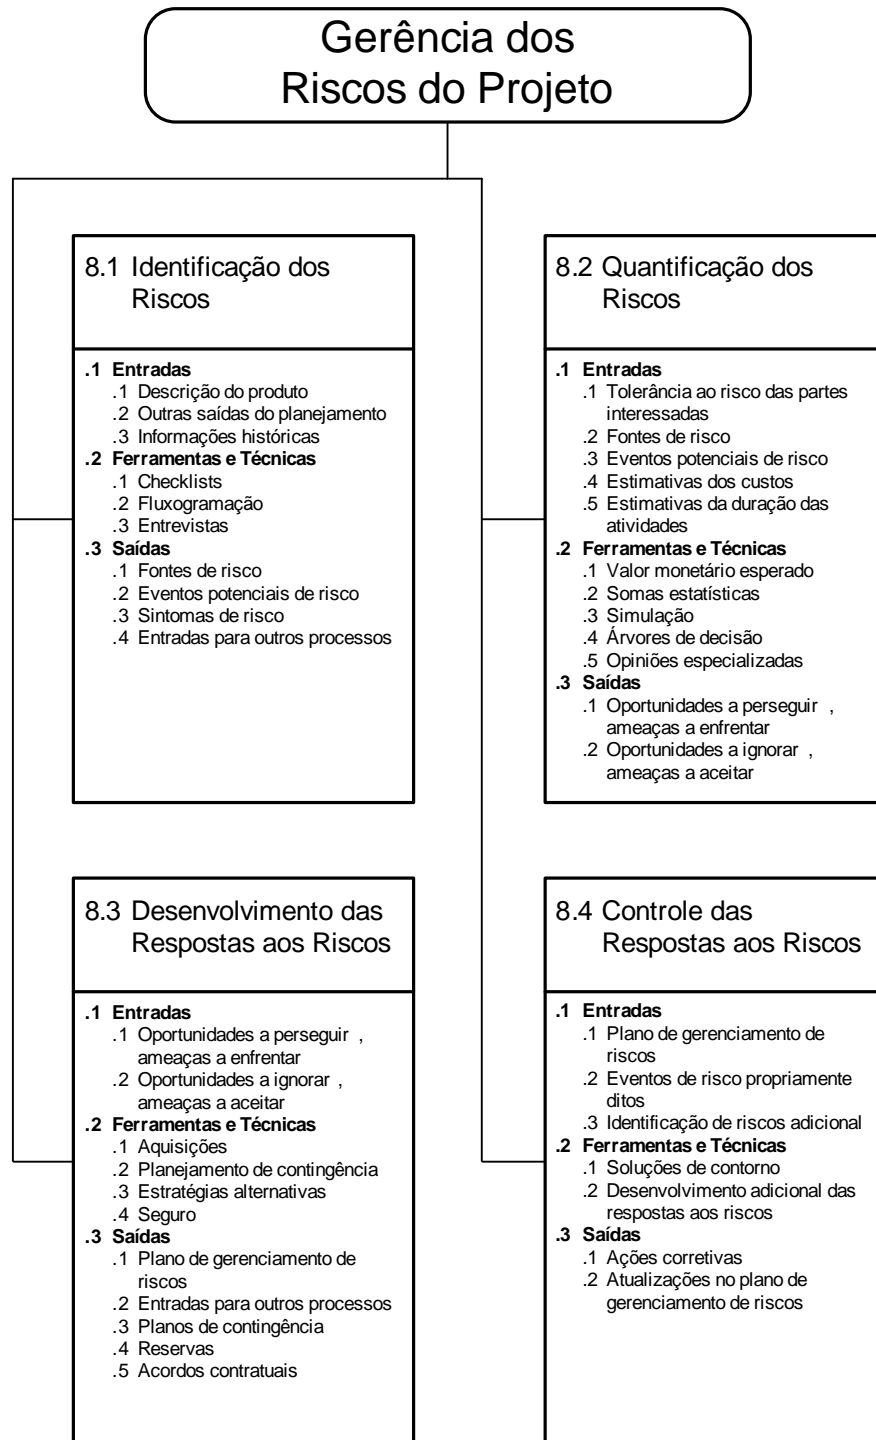 Gerência dos
Riscos do Projeto
8.1 Identificação dos
Riscos
.1 Entradas
.1 Descrição do produto
.2 Outras saídas do planejamento
.3 Informações históricas
.2 Ferramentas e Técnicas
.1 Checklists
.2 Fluxogramação
.3 Entrevistas
.3 Saídas
.1 Fontes de risco
.2 Eventos potenciais de risco
.3 Sintomas de risco
.4 Entradas para outros processos
8.2 Quantificação dos
Riscos
.1 Entradas
.1 Tolerância ao risco das partes
interessadas
.2 Fontes de risco
.3 Eventos potenciais de risco
.4 Estimativas dos custos
.5 Estimativas da duração das
atividades
.2 Ferramentas e Técnicas
.1 Valor monetário esperado
.2 Somas estatísticas
.3 Simulação
.4 Árvores de decisão
.5 Opiniões especializadas
.3 Saídas
.1 Oportunidades a perseguir ,
ameaças a enfrentar
.2 Oportunidades a ignorar ,
ameaças a aceitar
8.3 Desenvolvimento das
Respostas aos Riscos
.1 Entradas
.1 Oportunidades a perseguir ,
ameaças a enfrentar
.2 Oportunidades a ignorar ,
ameaças a aceitar
.2 Ferramentas e Técnicas
.1 Aquisições
.2 Planejamento de contingência
.3 Estratégias alternativas
.4 Seguro
.3 Saídas
.1 Plano de gerenciamento de
riscos
.2 Entradas para outros processos
.3 Planos de contingência
.4 Reservas
.5 Acordos contratuais
8.4 Controle das
Respostas aos Riscos
.1 Entradas
.1 Plano de gerenciamento de
riscos
.2 Eventos de risco propriamente
ditos
.3 Identificação de riscos adicional
.2 Ferramentas e Técnicas
.1 Soluções de contorno
.2 Desenvolvimento adicional das
respostas aos riscos
.3 Saídas
.1 Ações corretivas
.2 Atualizações no plano de
gerenciamento de riscos